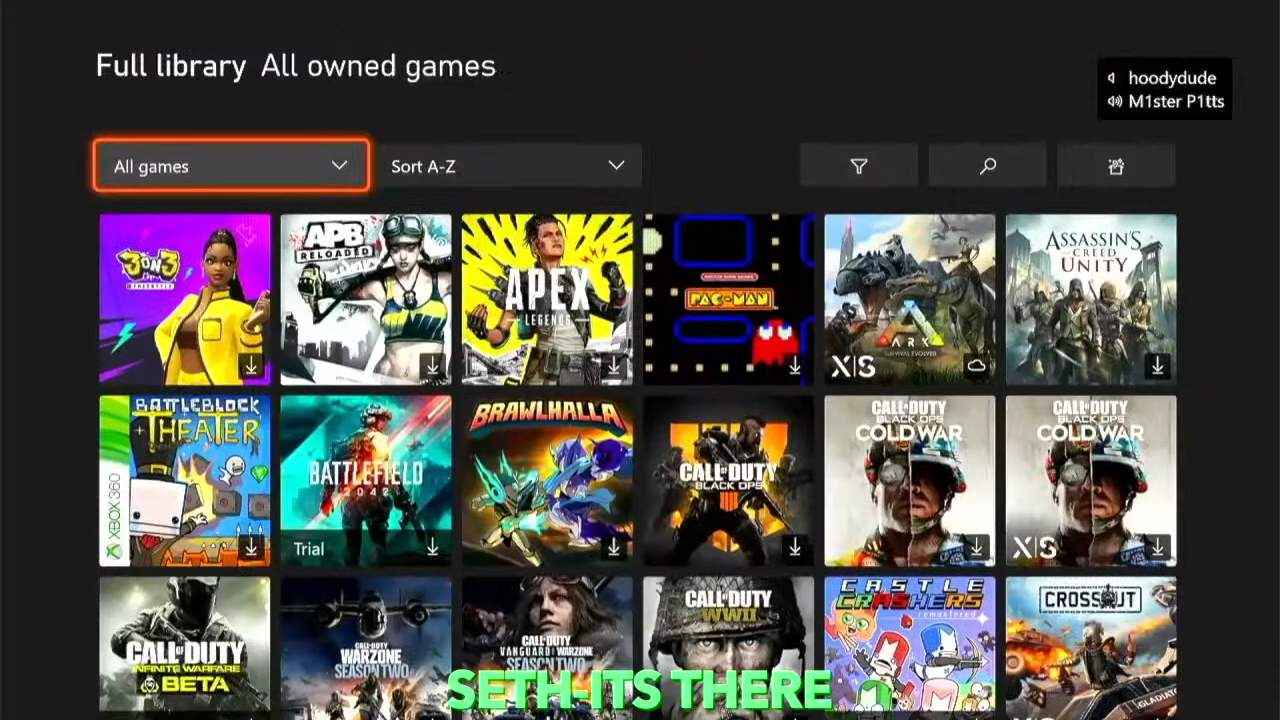 Full library All owned games
hoodydude
M1ster P1tts
All games
Sort A-Z
3ON3
FREESTYLE
APB
RELOADED
APEX
LEGENDS
PAC-MAN
ARK
SURVIVAL EVOLVED
X|S
ASSASSIN'S
CREED
UNITY
BATTLEBLOCK
THEATER
XBOX 360
BATTLEFIELD
2042
Trial
BRAWLHALLA
CALL OF DUTY
BLACK OPS
IIII
CALL OF DUTY
BLACK OPS
COLD WAR
CALL OF DUTY
BLACK OPS
COLD WAR
X|S
CALL OF DUTY
INFINITE WARFARE
BETA
CALL OF DUTY
WARZONE
SEASON TWO
CALL OF DUTY
VANGUARD WARZONE
SEASON TWO
CALL OF DUTY
WWII
CASTLE
CRASHERS
remastered
CROSSOUT
SETH-ITS THERE